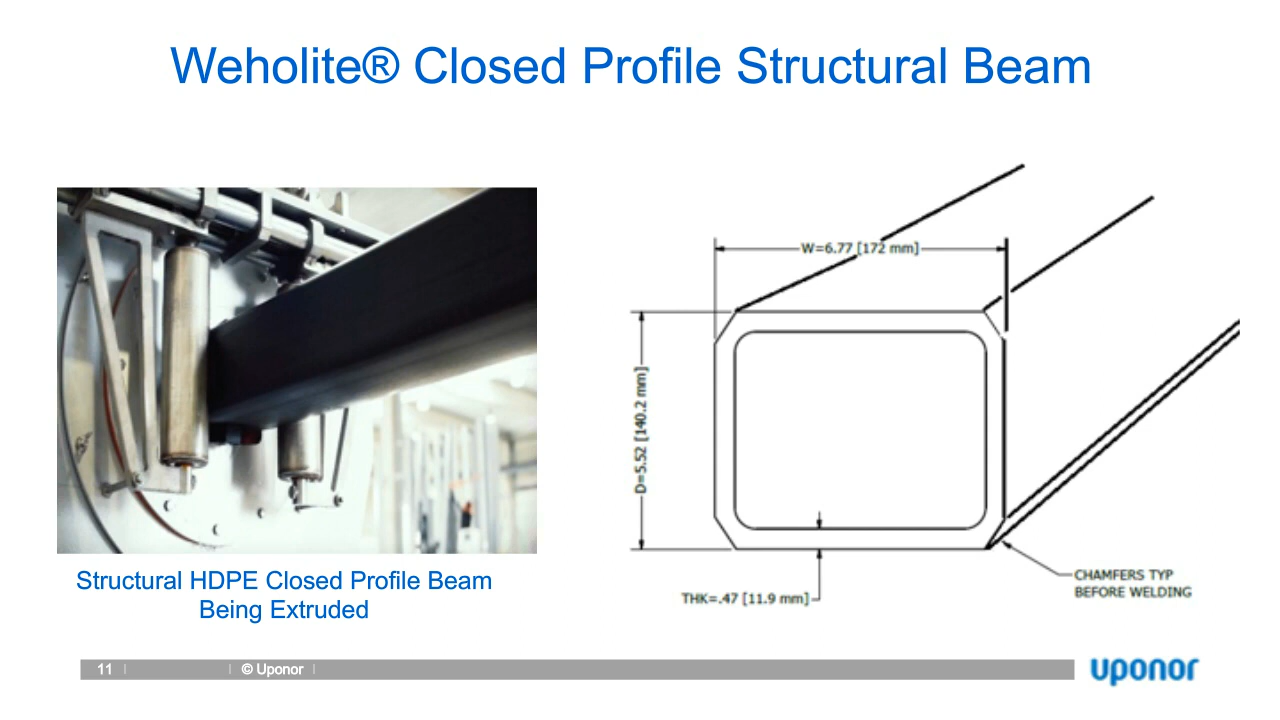 Weholite® Closed Profile Structural Beam
W=6.77 [172 mm]
D=5.52 [140.2 mm]
THK=.47 [11.9 mm]
CHAMFERS TYP
BEFORE WELDING
Structural HDPE Closed Profile Beam
Being Extruded
11 © Uponor
uponor